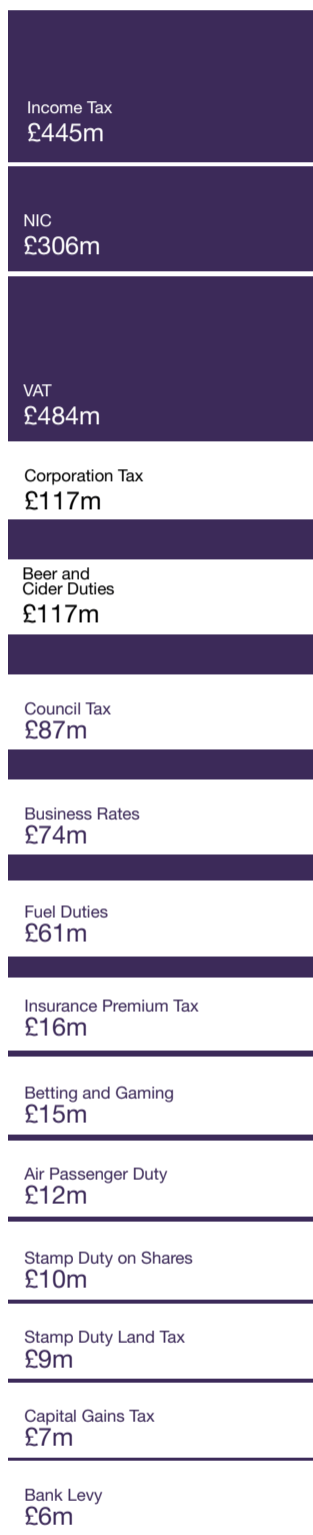 Income Tax
£445m
NIC
£306m
VAT
£484m
Corporation Tax
£117m
Beer and
Cider Duties
£117m
Council Tax
£87m
Business Rates
£74m
Fuel Duties
£61m
Insurance Premium Tax
£16m
Betting and Gaming
£15m
Air Passenger Duty
£12m
Stamp Duty on Shares
£10m
Stamp Duty Land Tax
£9m
Capital Gains Tax
£7m
Bank Levy
£6m